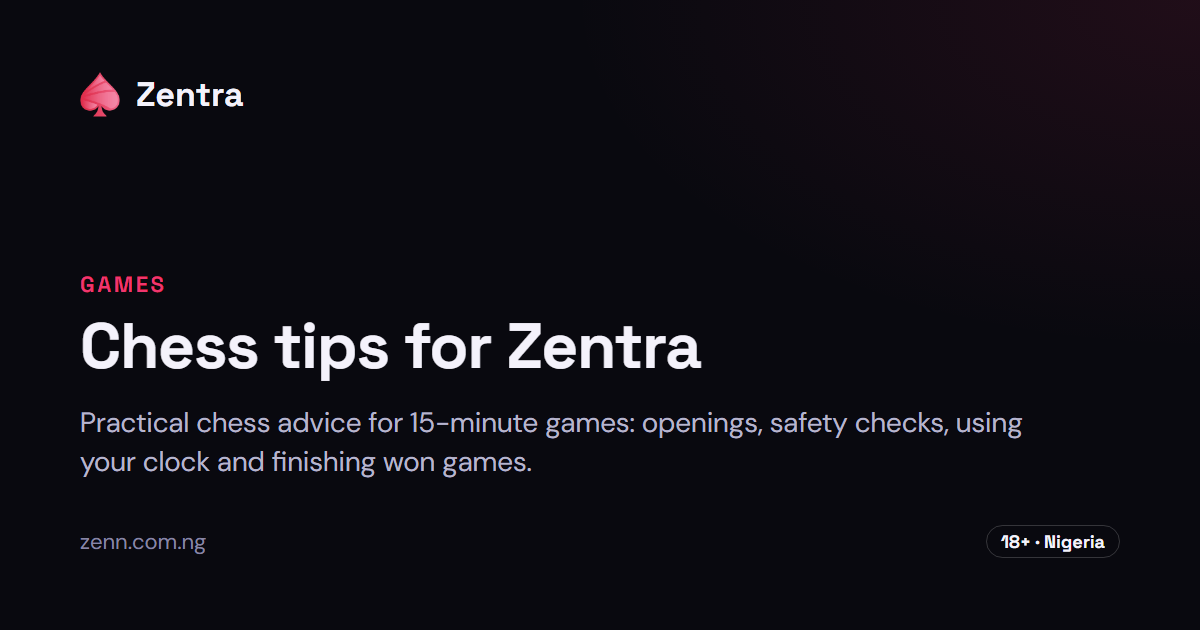 Zentra
GAMES
Chess tips for Zentra
Practical chess advice for 15-minute games: openings, safety checks, using
your clock and finishing won games.
zenn.com.ng
18+ · Nigeria